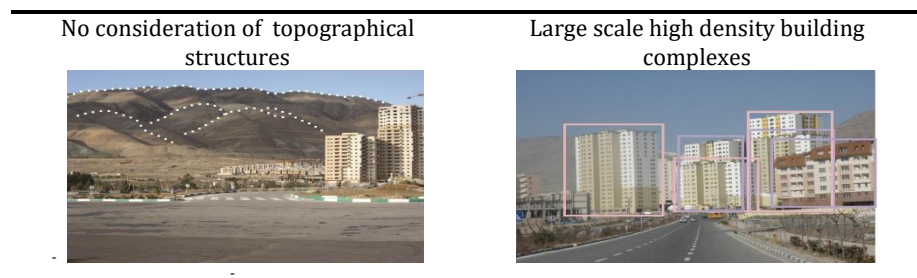 No consideration of topographical
structures
Large scale high density building
complexes